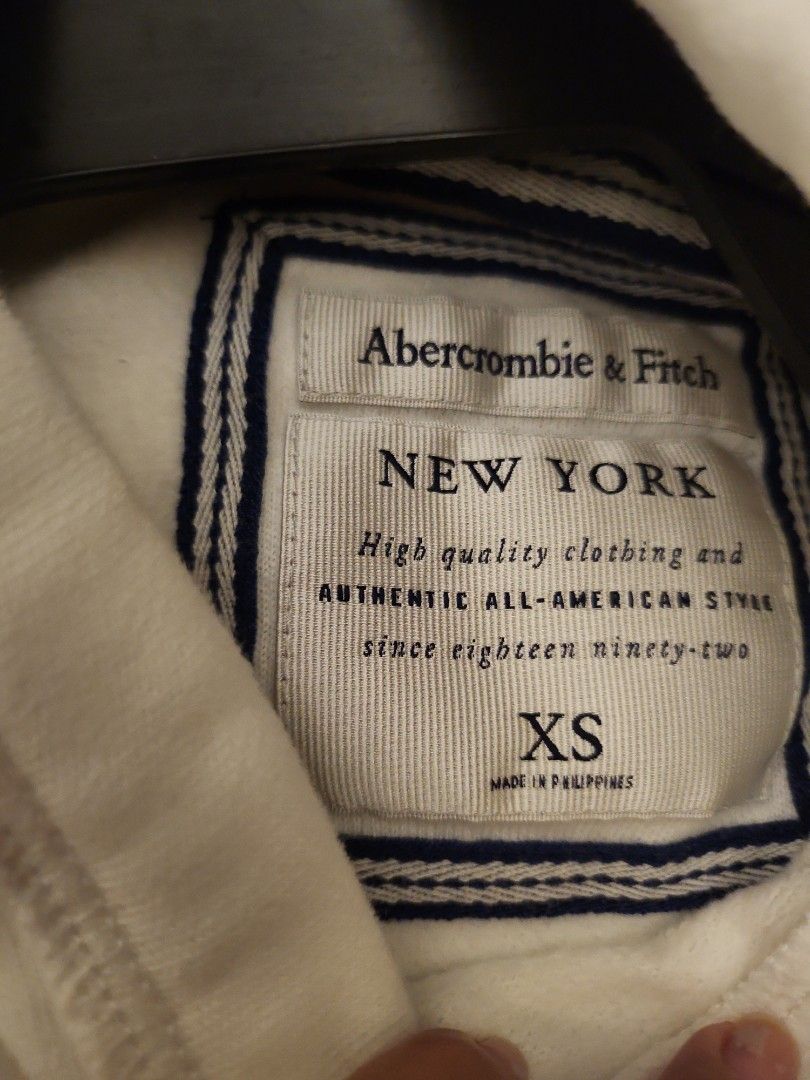 Abercrombie & Fitch
NEW YORK
High quality clothing and
AUTHENTIC ALL-AMERICAN STYLE
since eighteen ninety-two
XS
MADE IN PHILIPPINES